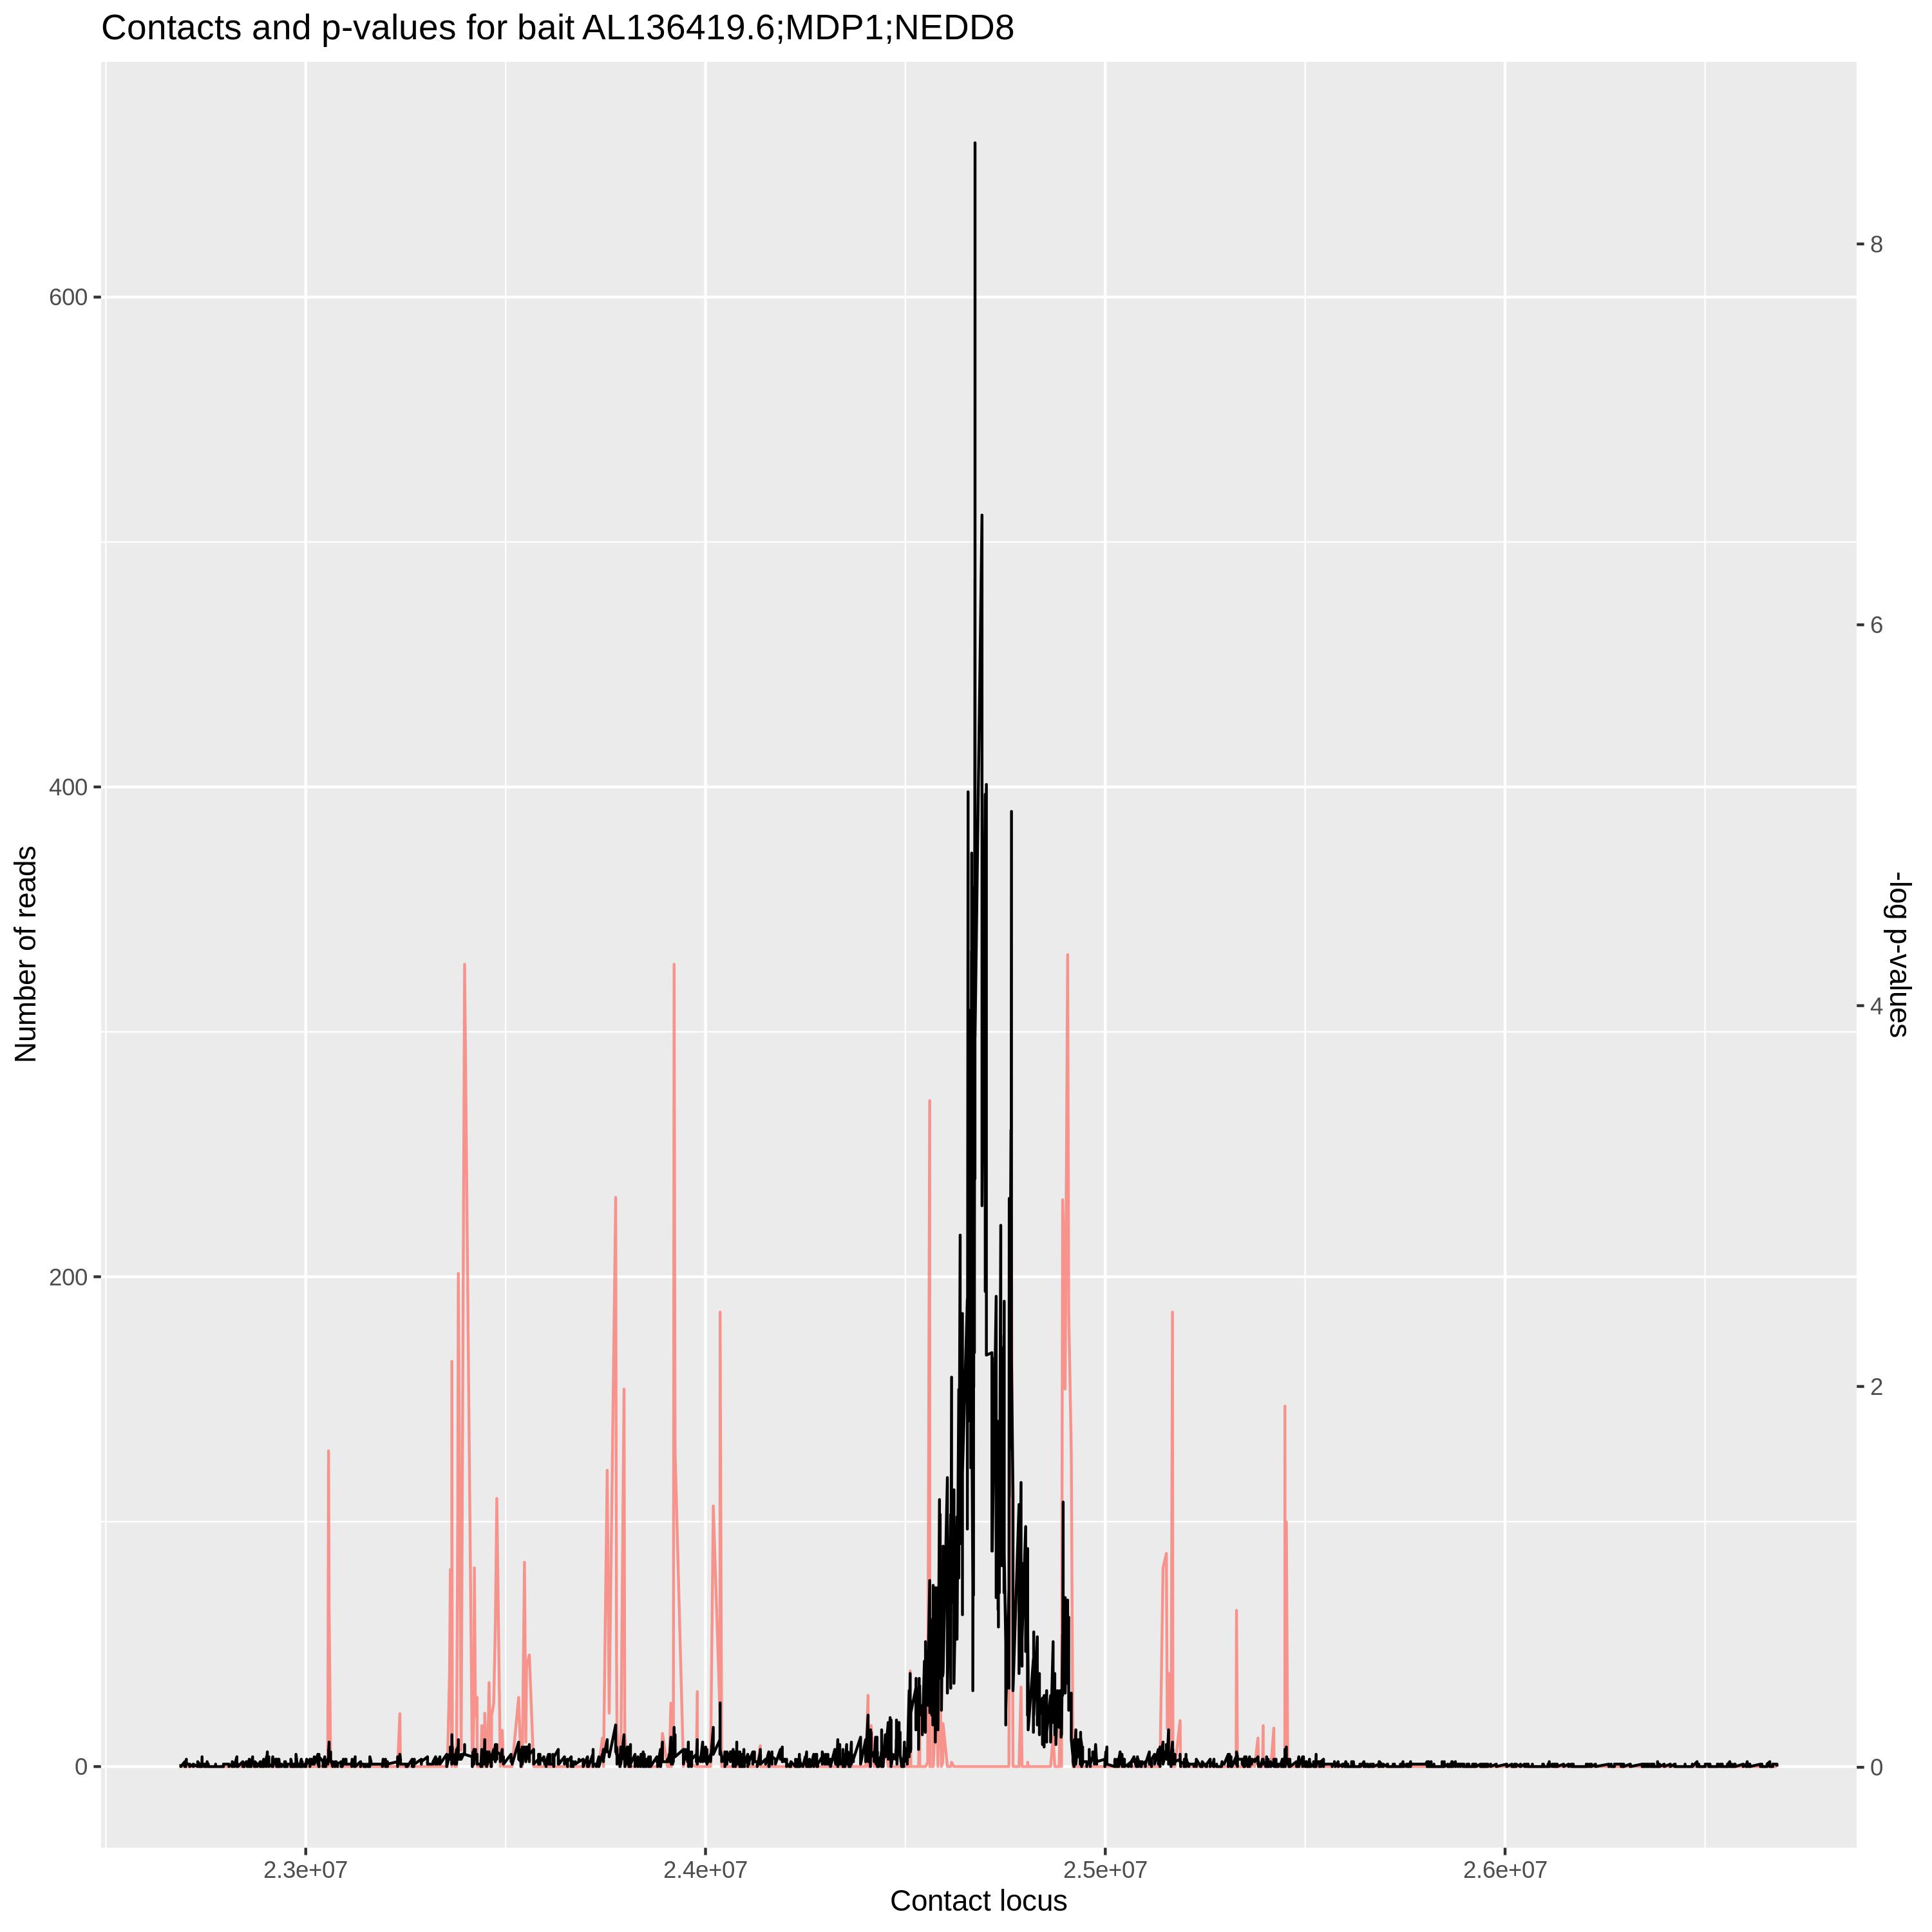 Contacts and p-values for bait AL136419.6;MDP1;NEDD8
Number of reads
600
400
200
0
8
6
4
2
0
-log p-values
2.3e+07
2.4e+07
2.5e+07
2.6e+07
Contact locus